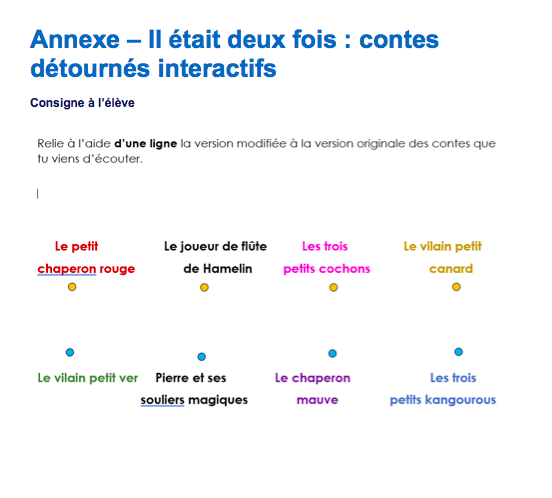 Annexe – Il était deux fois : contes
détournés interactifs
Consigne à l'élève
Relie à l'aide d'une ligne la version modifiée à la version originale des contes que
tu viens d'écouter.
Le petit
chaperon rouge
Le joueur de flûte
de Hamelin
Les trois
petits cochons
Le vilain petit
canard
Le vilain petit ver
Pierre et ses
souliers magiques
Le chaperon
mauve
Les trois
petits kangourous